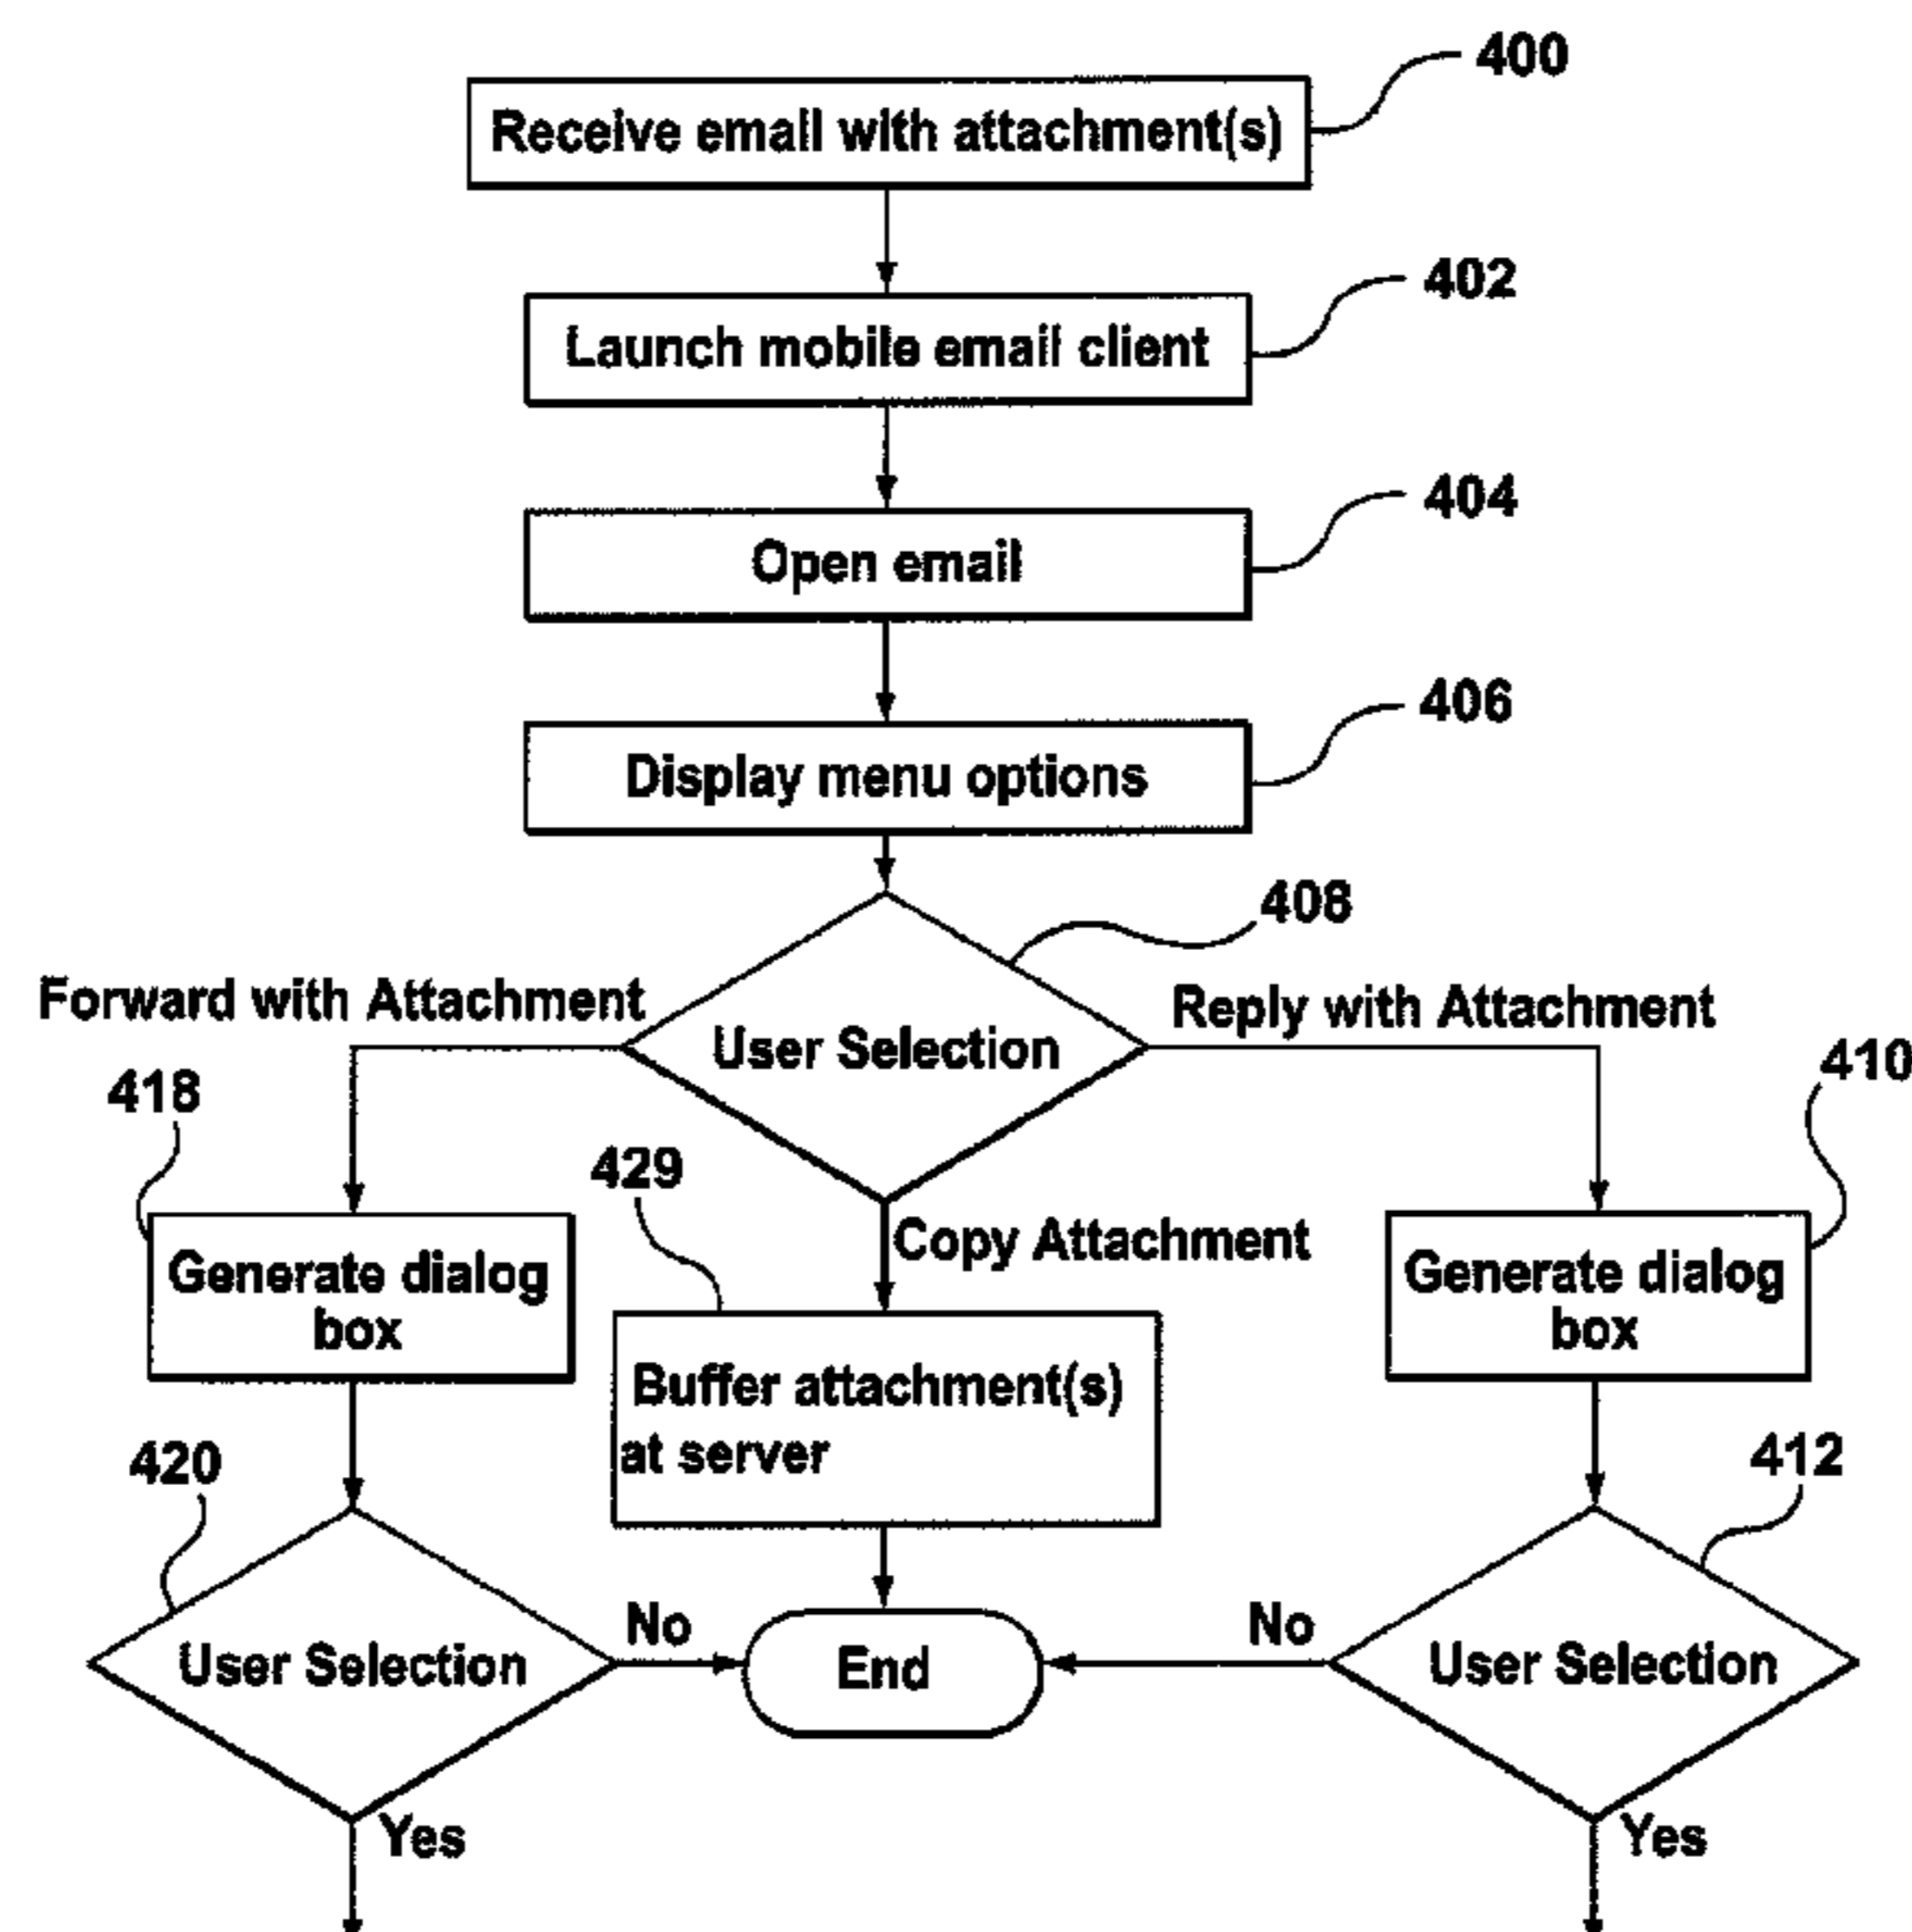 400
Receive email with attachment(s)
402
Launch mobile email client
404
Open email
406
Display menu options
408
Forward with Attachment
User Selection
Reply with Attachment
418
410
429
Copy Attachment
Generate dialog
box
Buffer attachment(s)
at server
Generate dialog
box
420
412
User Selection
No
End
No
User Selection
Yes
Yes